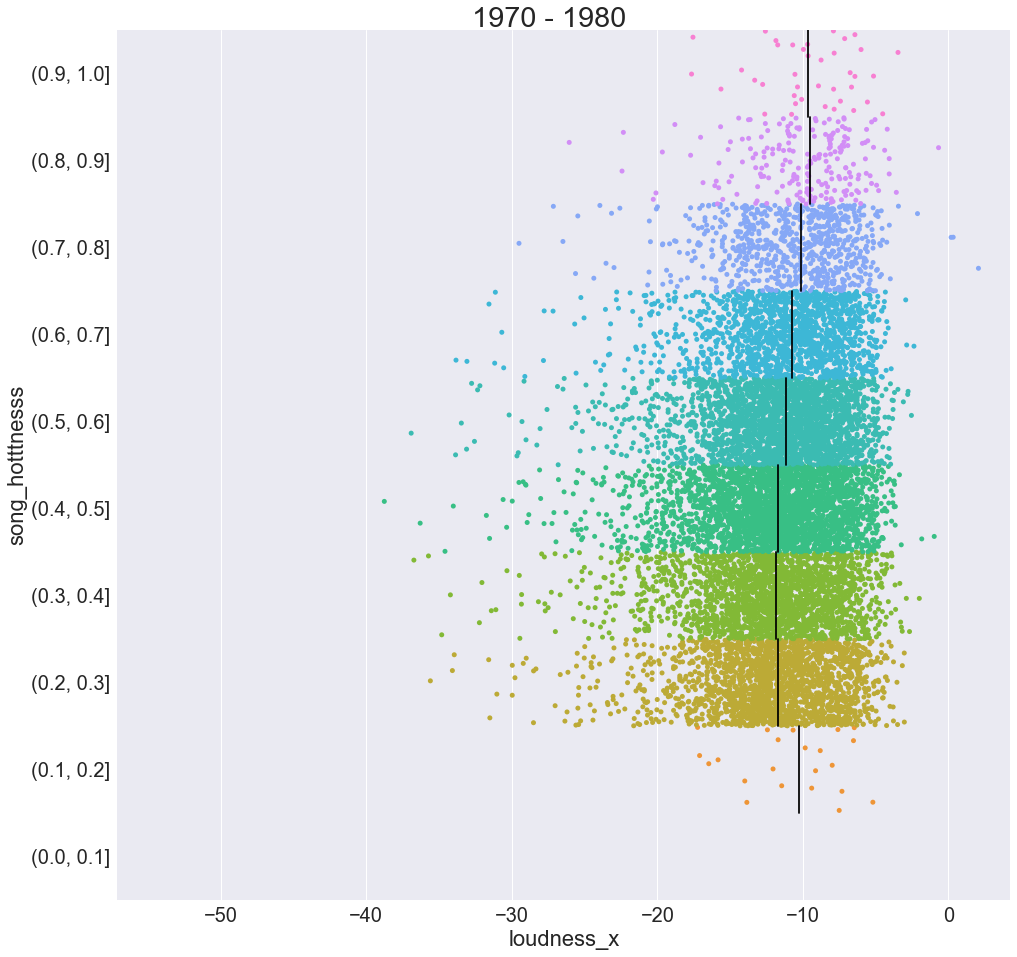 1970 - 1980
song_hotttnesss
(0.9, 1.0]
(0.8, 0.9]
(0.7, 0.8]
(0.6, 0.7]
(0.5, 0.6]
(0.4, 0.5]
(0.3, 0.4]
(0.2, 0.3]
(0.1, 0.2]
(0.0, 0.1]
−50 −40 −30 −20 −10 0
loudness_x